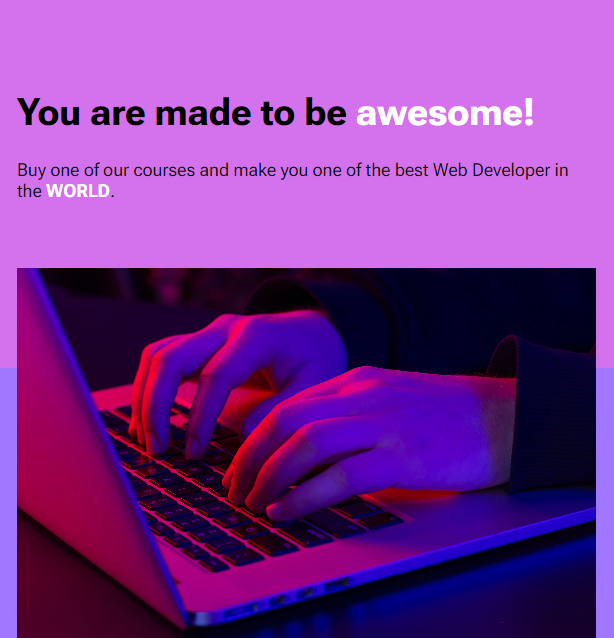 You are made to be awesome!
Buy one of our courses and make you one of the best Web Developer in
the WORLD.